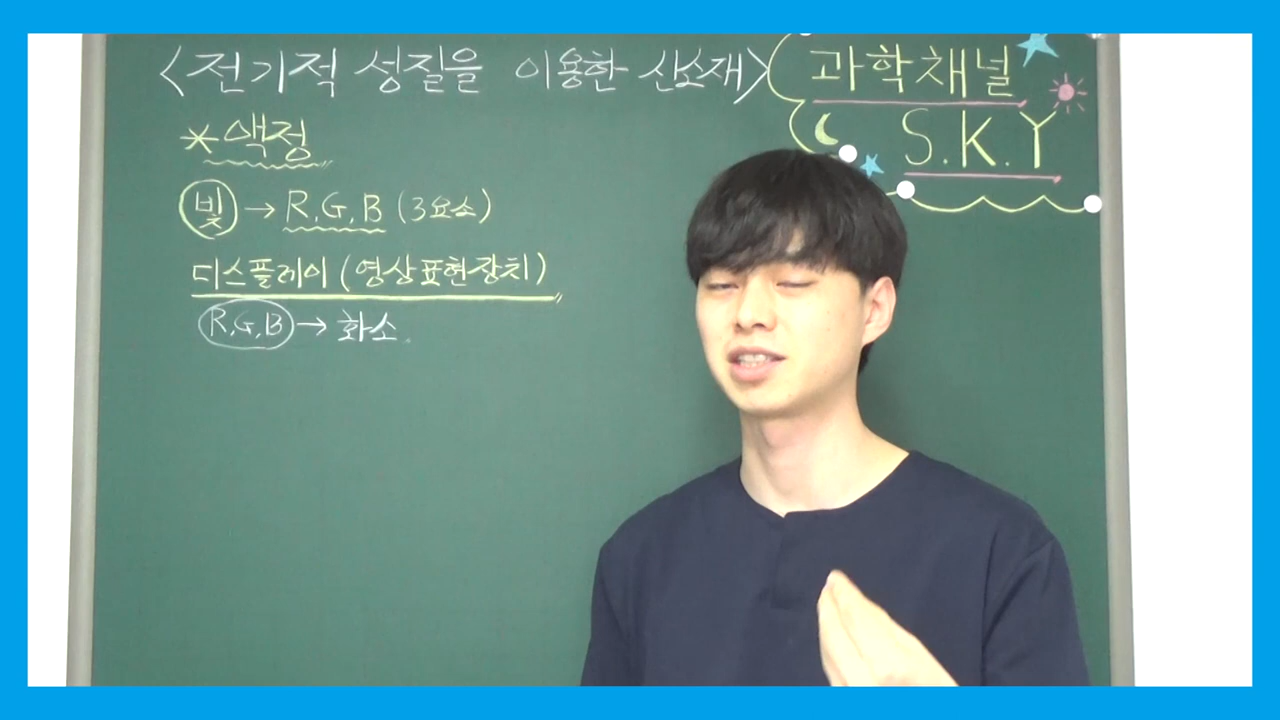 <전기적 성질을 이용한 신소재>
*액정
빛 → R,G,B (3요소)
디스플레이 (영상표현장치)
R,G,B → 화소.
과학채널
S.K.Y